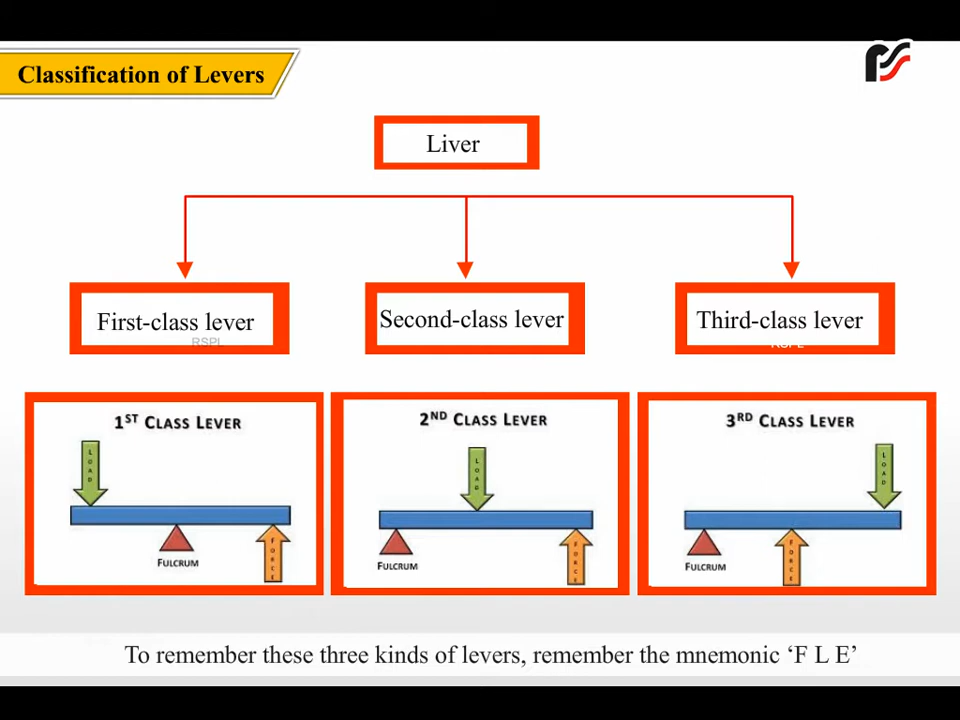 Classification of Levers
Liver
First-class lever
RSPL
Second-class lever
Third-class lever
1ST CLASS LEVER
LOAD
FULCRUM
FORCE
2ND CLASS LEVER
LOAD
FULCRUM
FORCE
3RD CLASS LEVER
LOAD
FULCRUM
FORCE
To remember these three kinds of levers, remember the mnemonic ‘F L E’